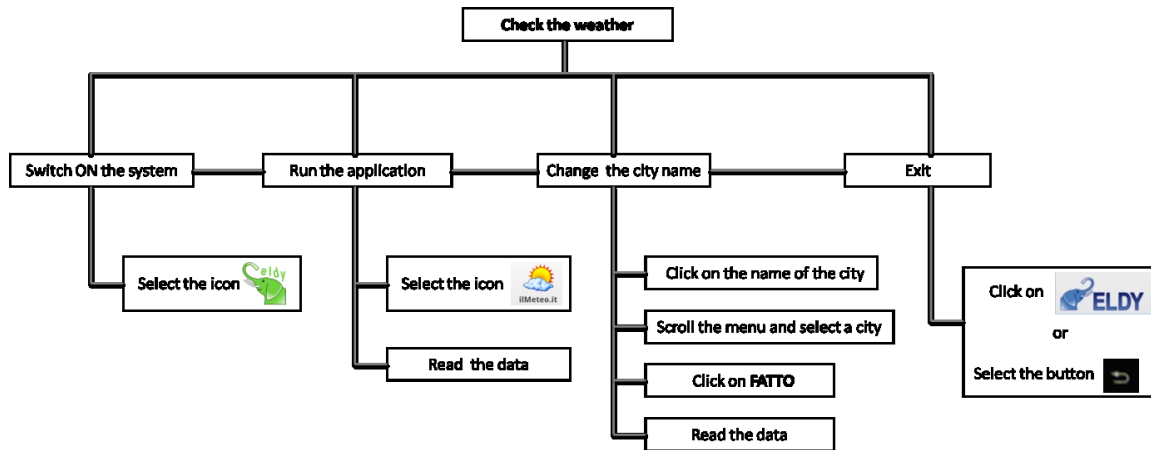 Check the weather
Switch ON the system
Run the application
Change the city name
Exit
Select the icon
eldy
Select the icon
ilMeteo.it
Read the data
Click on the name of the city
Scroll the menu and select a city
Click on FATTO
Read the data
Click on
ELDY
or
Select the button